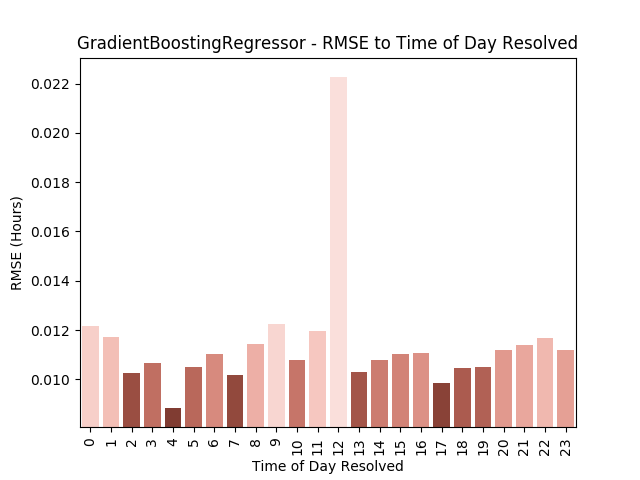 GradientBoostingRegressor - RMSE to Time of Day Resolved
0.022
0.020
0.018
0.016
0.014
0.012
0.010
RMSE (Hours)
0 1 2 3 4 5 6 7 8 9 10 11 12 13 14 15 16 17 18 19 20 21 22 23
Time of Day Resolved